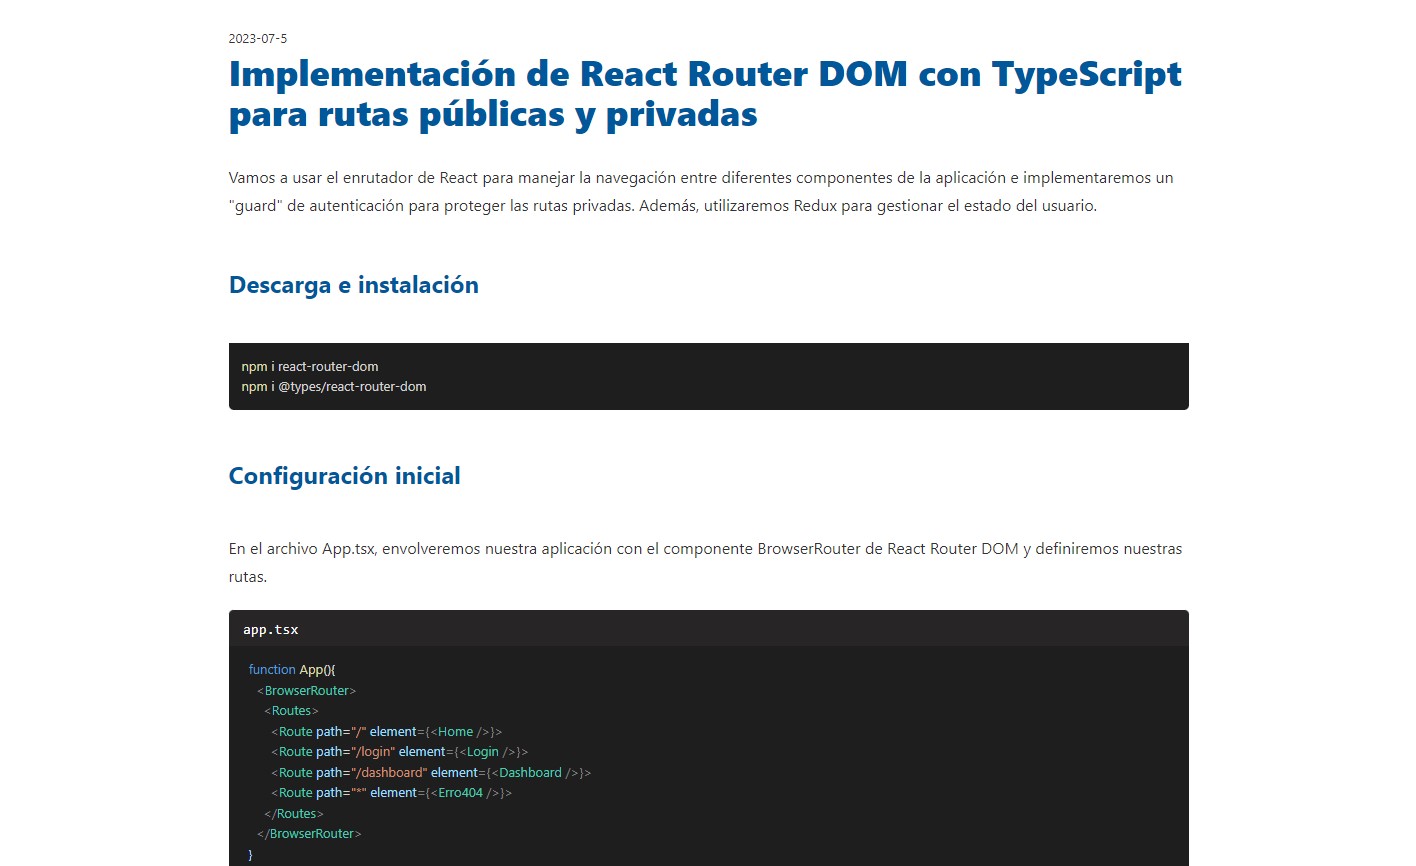 2023-07-5
Implementación de React Router DOM con TypeScript
para rutas públicas y privadas
Vamos a usar el enrutador de React para manejar la navegación entre diferentes componentes de la aplicación e implementaremos un
"guard" de autenticación para proteger las rutas privadas. Además, utilizaremos Redux para gestionar el estado del usuario.
Descarga e instalación
npm i react-router-dom
npm i @types/react-router-dom
Configuración inicial
En el archivo App.tsx, envolveremos nuestra aplicación con el componente BrowserRouter de React Router DOM y definiremos nuestras
rutas.
app.tsx
function App(){
<BrowserRouter>
<Routes>
<Route path="/" element={<Home />}>
<Route path="/login" element={<Login />}>
<Route path="/dashboard" element={<Dashboard />}>
<Route path="*" element={<Erro404 />}>
</Routes>
</BrowserRouter>
}